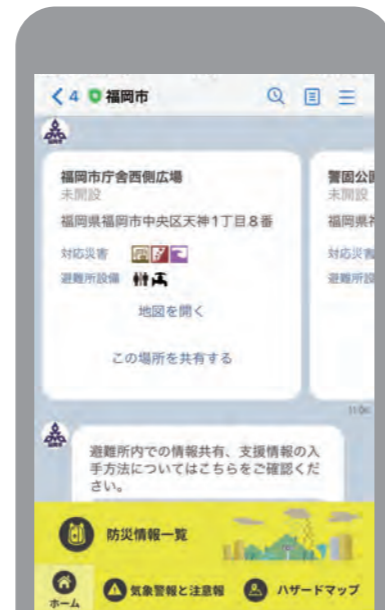 4 福岡市
福岡市庁舎西側広場
未開設
福岡県福岡市中央区天神1丁目8番
対応災害
避難所設備
地図を開く
この場所を共有する
警固公
未開設
福岡県
対応災
避難所設
避難所内での情報共有、支援情報の入
手方法についてはこちらをご確認くだ
さい。
防災情報一覧
ホーム
気象警報と注意報
ハザードマップ